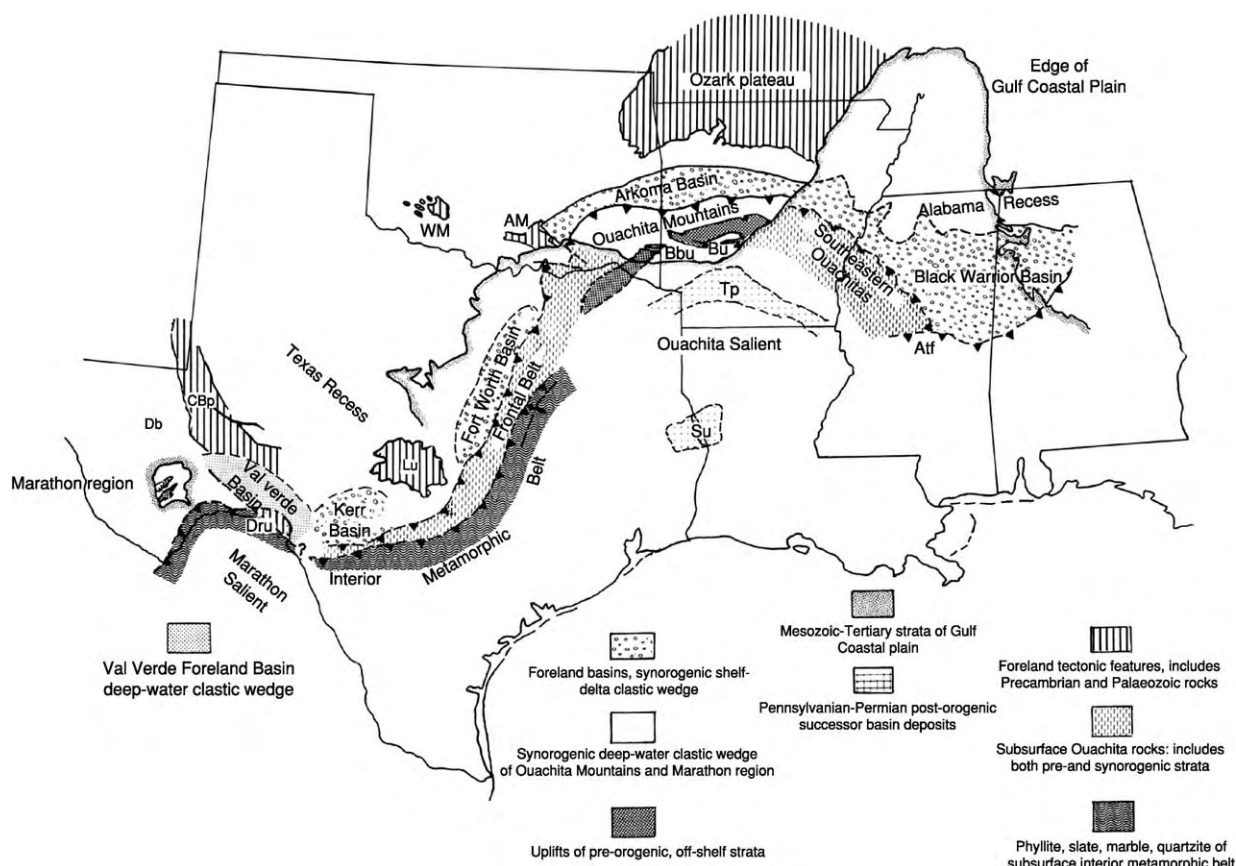 Ozark plateau
Edge of
Gulf Coastal Plain
Arkoma Basin
AM
WM
Ouachita Mountains
Bbu
Bu
Alabama
Recess
Southeastern
Ouachitas
Black Warrior Basin
Tp
Ouachita Salient
Atf
Texas Recess
Fort Worth Basin
Frontal Belt
CBp
Db
Su
Lu
Marathon region
Val verde
Basin
Belt
Kerr
Basin
Dru
?
Interior
Metamorphic
Marathon
Salient
Val Verde Foreland Basin
deep-water clastic wedge
Foreland basins, synorogenic shelf-
delta clastic wedge
Synorogenic deep-water clastic wedge
of Ouachita Mountains and Marathon region
Uplifts of pre-orogenic, off-shelf strata
Mesozoic-Tertiary strata of Gulf
Coastal plain
Pennsylvanian-Permian post-orogenic
successor basin deposits
Foreland tectonic features, includes
Precambrian and Palaeozoic rocks
Subsurface Ouachita rocks: includes
both pre-and synorogenic strata
Phyllite, slate, marble, quartzite of
subsurface interior metamorphic belt